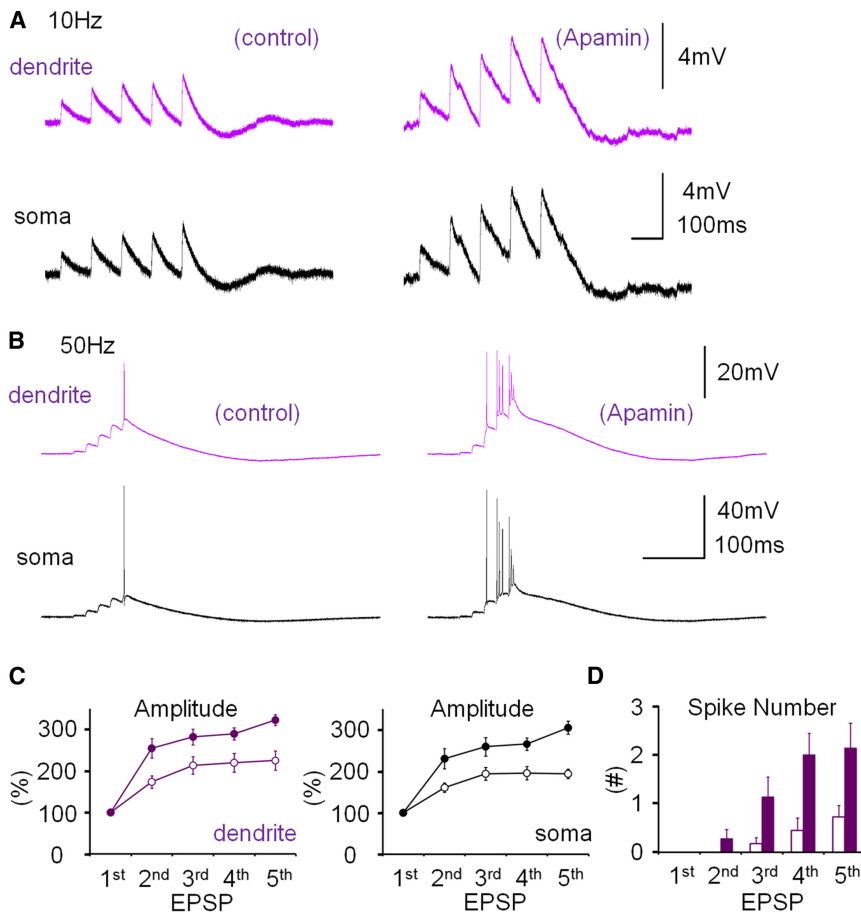 A
10Hz
(control)
(Apamin)
dendrite
4mV
soma
4mV
100ms
B
50Hz
dendrite
(control)
(Apamin)
20mV
soma
40mV
100ms
C
D
Amplitude
Amplitude
Spike Number
300
200
100
0
(%)
dendrite
1st 2nd 3rd 4th 5th
EPSP
300
200
100
0
(%)
soma
1st 2nd 3rd 4th 5th
EPSP
3
2
1
0
(#)
1st 2nd 3rd 4th 5th
EPSP